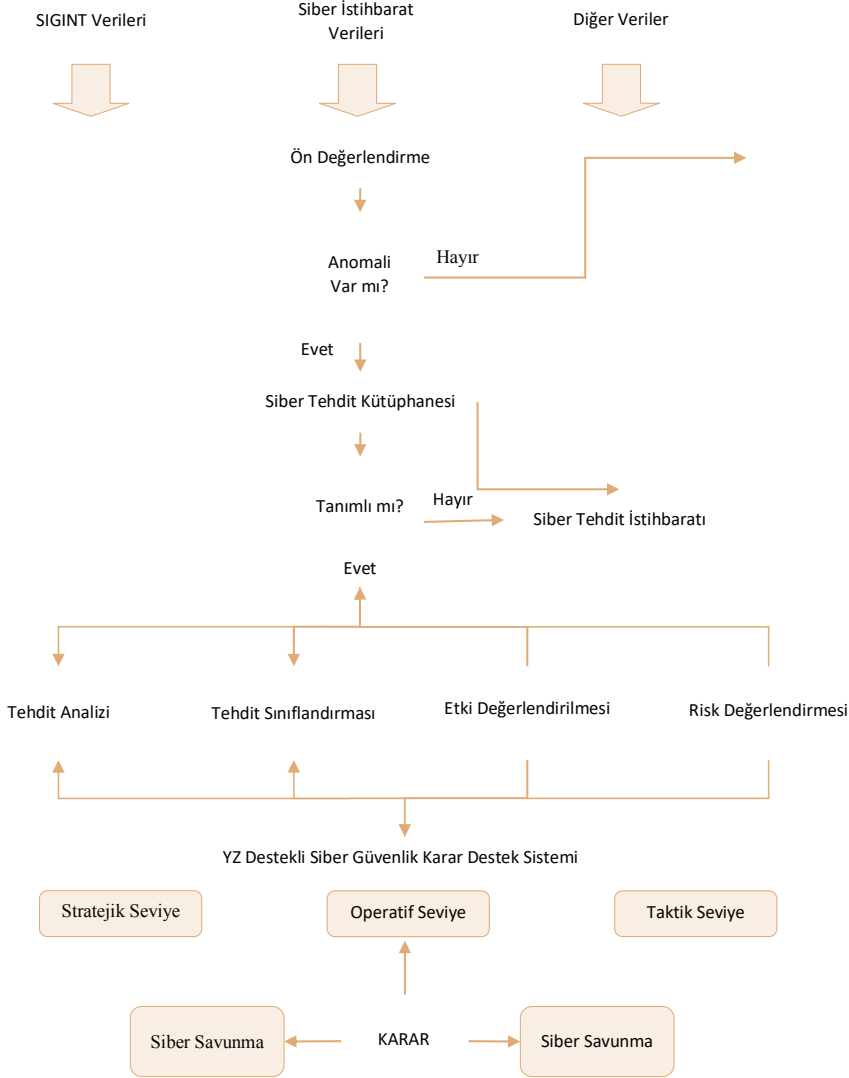 SIGINT Verileri
Siber İstihbarat
Verileri
Diğer Veriler
Ön Değerlendirme
Anomali
Var mı?
Hayır
Evet
Siber Tehdit Kütüphanesi
Tanımlı mı?
Hayır
Siber Tehdit İstihbaratı
Evet
Tehdit Analizi
Tehdit Sınıflandırması
Etki Değerlendirilmesi
Risk Değerlendirmesi
YZ Destekli Siber Güvenlik Karar Destek Sistemi
Stratejik Seviye
Operatif Seviye
Taktik Seviye
Siber Savunma
KARAR
Siber Savunma